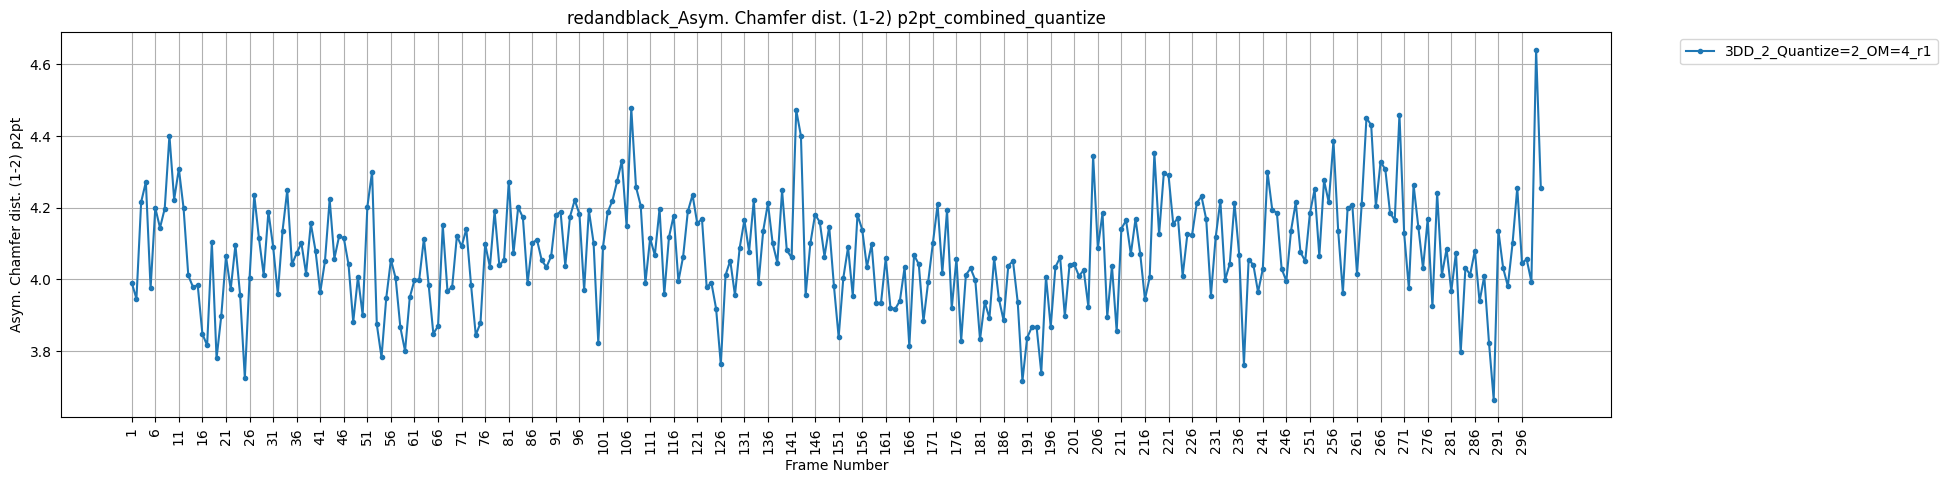 redandblack_Asym. Chamfer dist. (1-2) p2pt_combined_quantize
3DD_2_Quantize=2_OM=4_r1
Asym. Chamfer dist. (1-2) p2pt
4.6
4.4
4.2
4.0
3.8
1 6 11 16 21 26 31 36 41 46 51 56 61 66 71 76 81 86 91 96 101 106 111 116 121 126 131 136 141 146 151 156 161 166 171 176 181 186 191 196 201 206 211 216 221 226 231 236 241 246 251 256 261 266 271 276 281 286 291 296
Frame Number